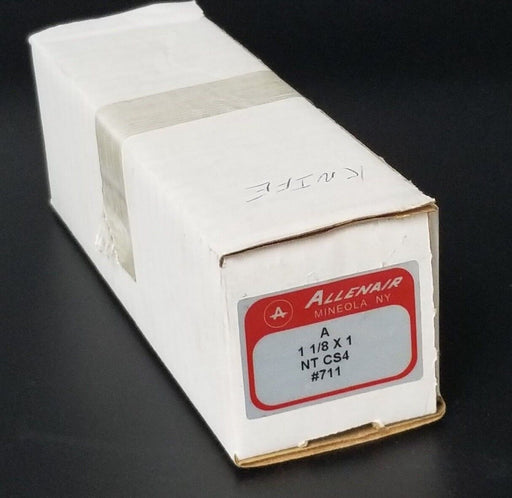 KNIFE
A
ALLENAIR
MINEOLA, NY
A
1 1/8 X 1
NT CS4
#711